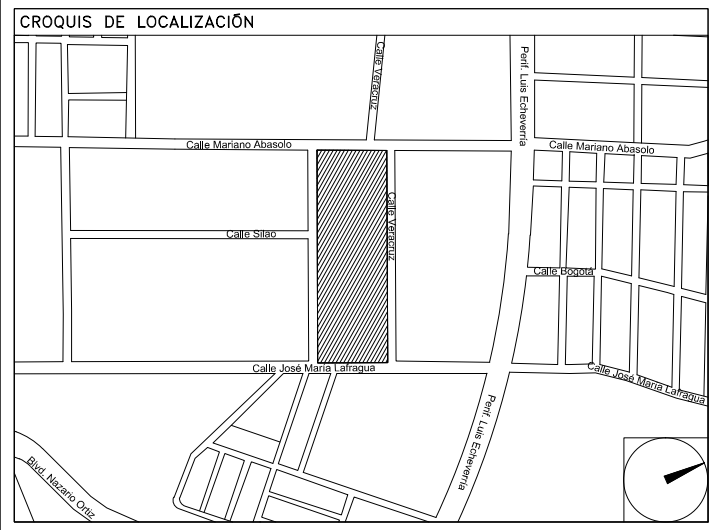 CROQUIS DE LOCALIZACIÓN
Calle Veracruz
Perif. Luis Echeverria
Calle Mariano Abasolo
Calle Mariano Abasolo
Calle Veracruz
Calle Silao
Calle Bogotá
Calle José María Lafragua
Calle José María Lafragua
Perif. Luis Echeverria
Blvd. Nazario Ortiz